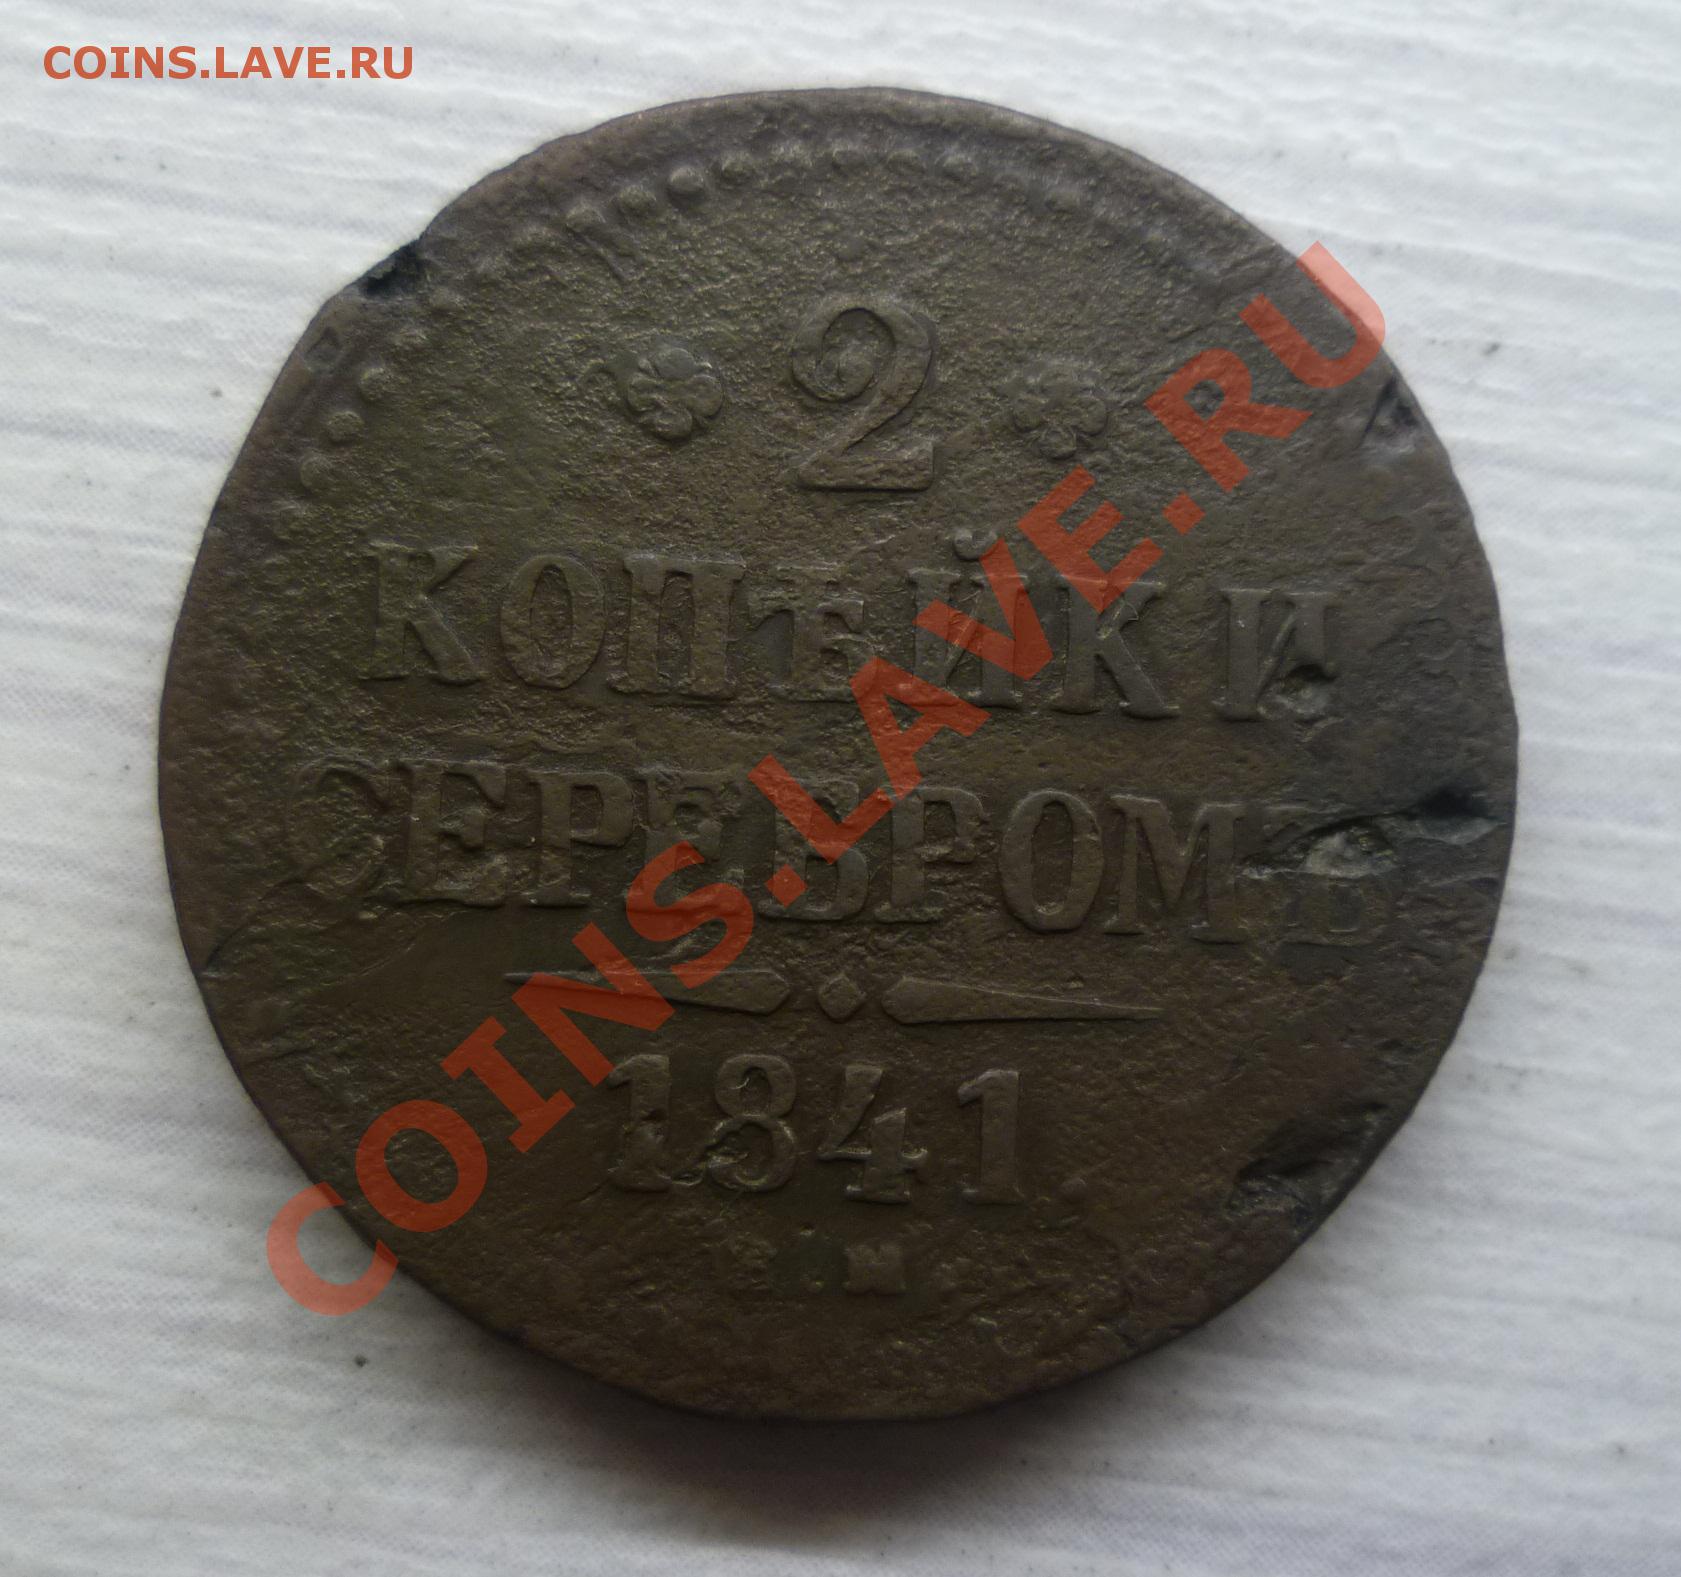 COINS.LAVE.RU
2
КОПѢЙКИ
СЕРЕБРОМЪ
1841.
Е.М
COINS.LAVE.RU